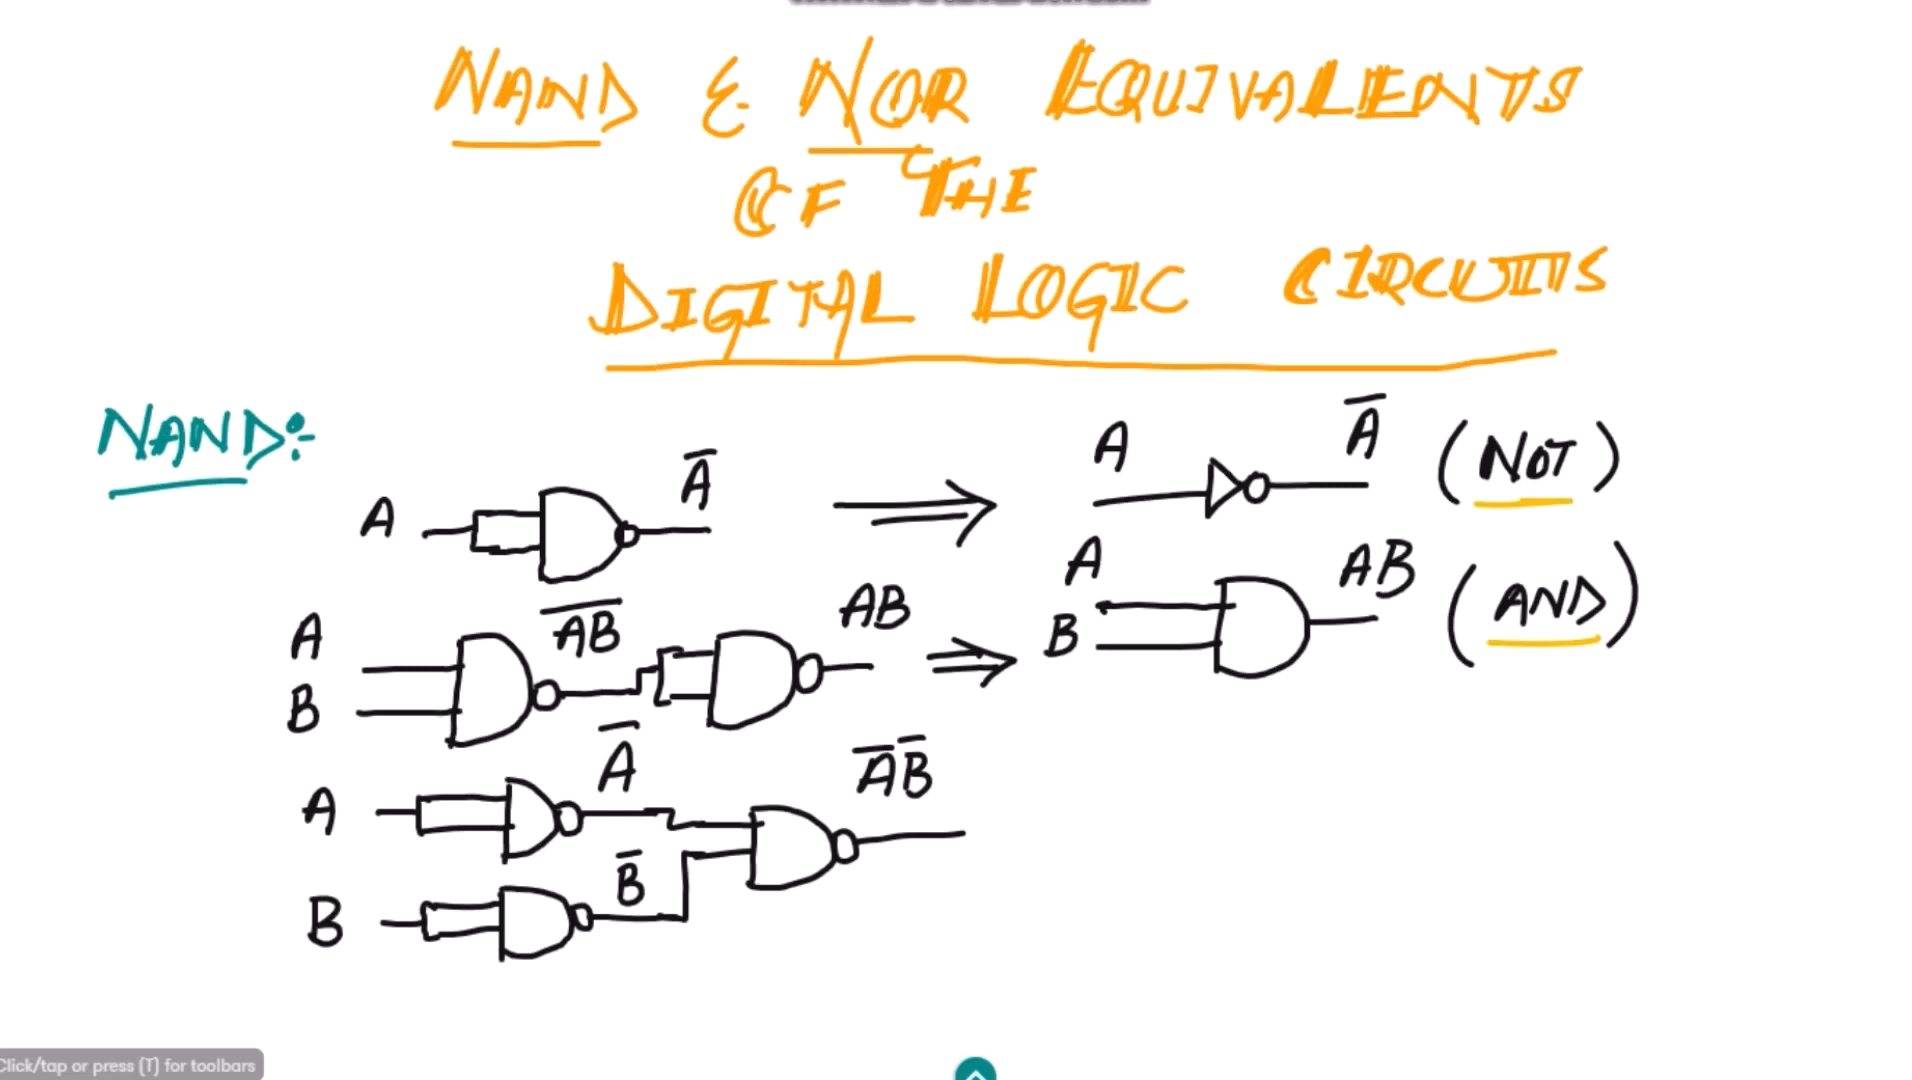 NAND & NOR EQUIVALENTS
OF THE
DIGITAL LOGIC CIRCUITS
NAND:-
A A̅ A A̅ (NOT)
A B A̅B̅ AB A B AB (AND)
A A̅ A̅ B̅
B B̅
Click/tap or press (T) for toolbars